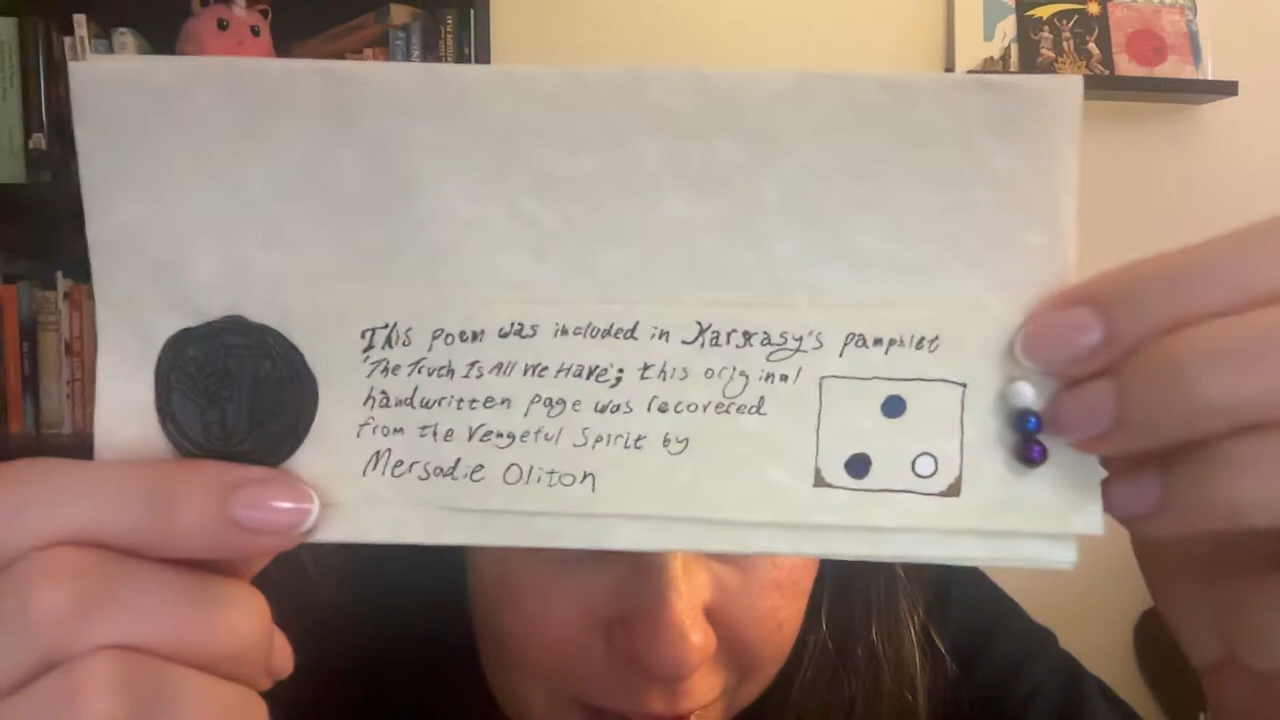 This poem was included in Karkasy's pamphlet
'The Truth Is All We Have'; this original
handwritten page was recovered
from the Vengeful Spirit by
Mersadie Oliton